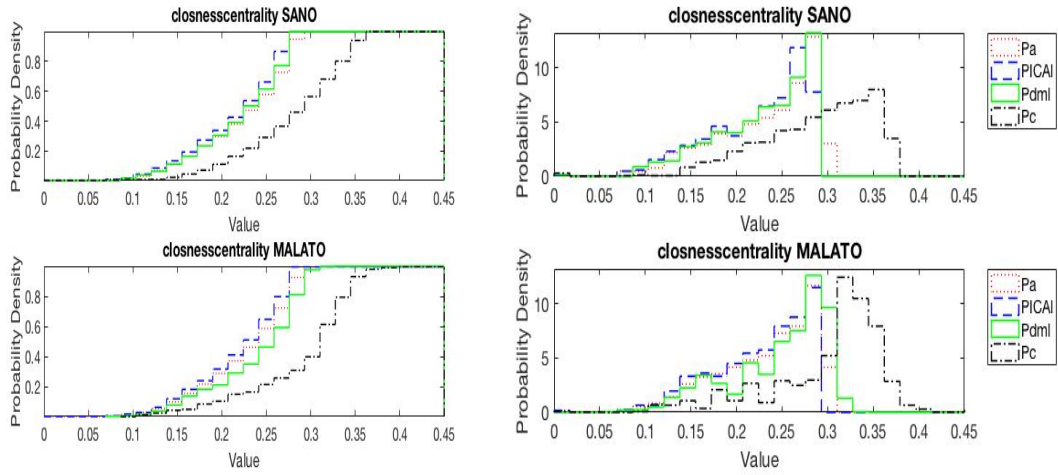 closnesscentrality SANO
Probability Density
0.8
0.6
0.4
0.2
0 0.05 0.1 0.15 0.2 0.25 0.3 0.35 0.4 0.45
Value
closnesscentrality SANO
Probability Density
10
5
0
0 0.05 0.1 0.15 0.2 0.25 0.3 0.35 0.4 0.45
Value
Pa
PICAl
Pdml
Pc
closnesscentrality MALATO
Probability Density
0.8
0.6
0.4
0.2
0 0.05 0.1 0.15 0.2 0.25 0.3 0.35 0.4 0.45
Value
closnesscentrality MALATO
Probability Density
10
5
0
0 0.05 0.1 0.15 0.2 0.25 0.3 0.35 0.4 0.45
Value
Pa
PICAl
Pdml
Pc